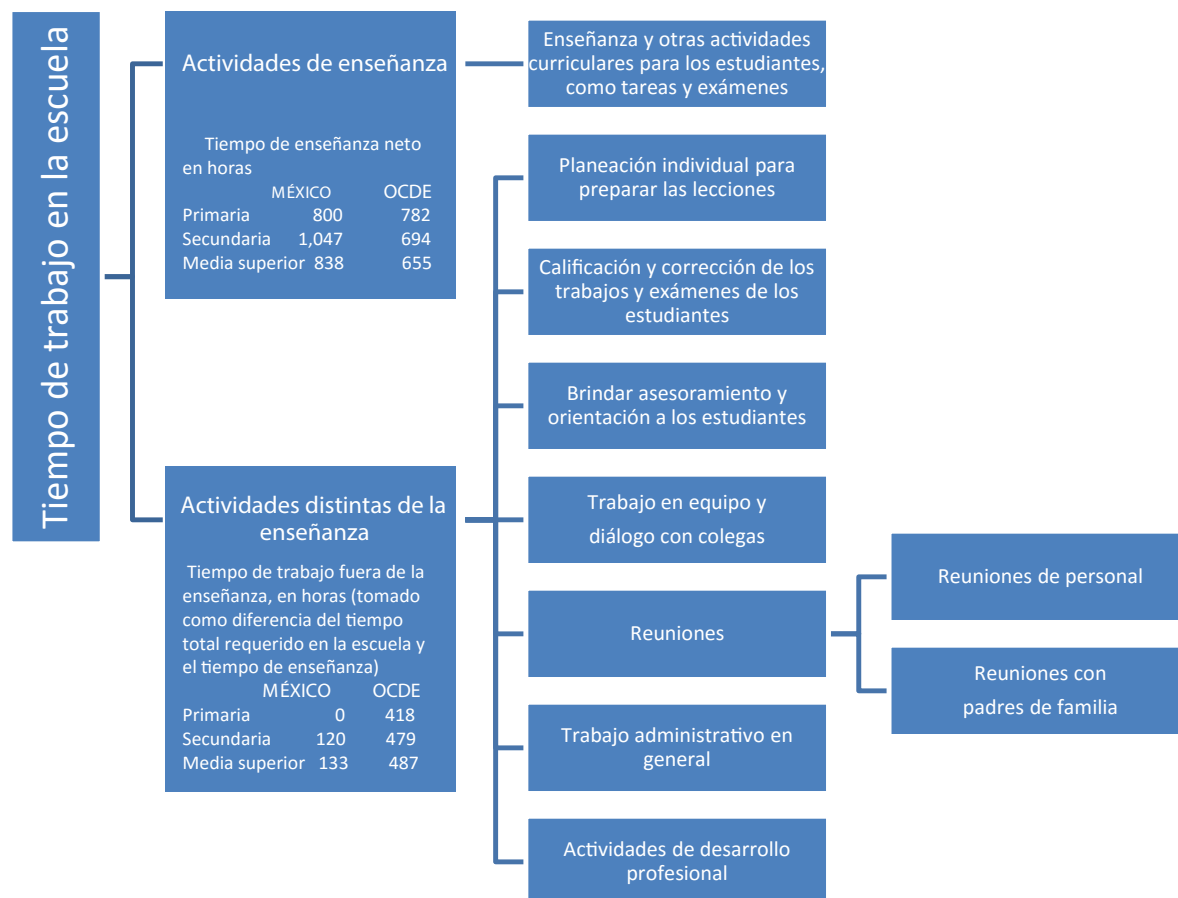 Tiempo de trabajo en la escuela
Actividades de enseñanza
Tiempo de enseñanza neto
en horas
MÉXICO OCDE
Primaria 800 782
Secundaria 1,047 694
Media superior 838 655
Enseñanza y otras actividades
curriculares para los estudiantes,
como tareas y exámenes
Actividades distintas de la
enseñanza
Tiempo de trabajo fuera de la
enseñanza, en horas (tomado
como diferencia del tiempo
total requerido en la escuela y
el tiempo de enseñanza)
MÉXICO OCDE
Primaria 0 418
Secundaria 120 479
Media superior 133 487
Planeación individual para
preparar las lecciones
Calificación y corrección de los
trabajos y exámenes de los
estudiantes
Brindar asesoramiento y
orientación a los estudiantes
Trabajo en equipo y
diálogo con colegas
Reuniones
Reuniones de personal
Reuniones con
padres de familia
Trabajo administrativo en
general
Actividades de desarrollo
profesional